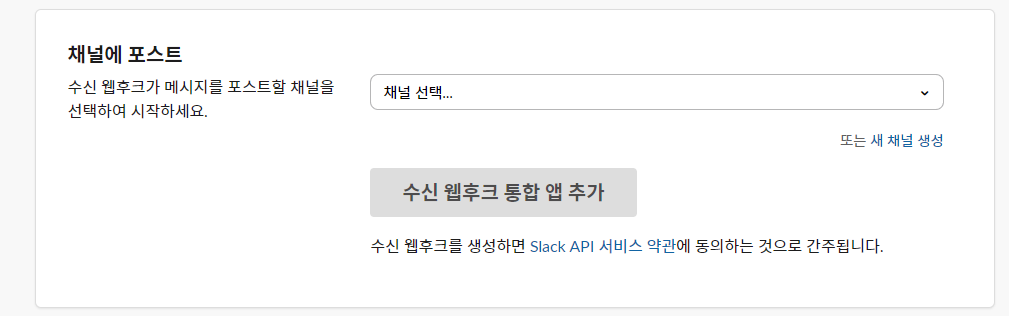 채널에 포스트
수신 웹후크가 메시지를 포스트할 채널을
선택하여 시작하세요.
채널 선택...
또는 새 채널 생성
수신 웹후크 통합 앱 추가
수신 웹후크를 생성하면 Slack API 서비스 약관에 동의하는 것으로 간주됩니다.